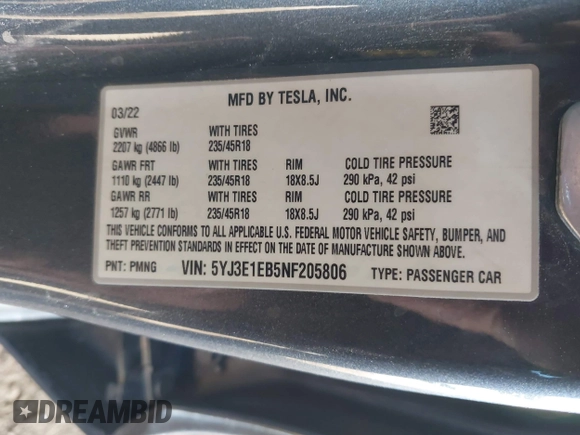 MFD BY TESLA, INC.
03/22
GVWR WITH TIRES
2207 kg (4866 lb) 235/45R18
GAWR FRT WITH TIRES RIM COLD TIRE PRESSURE
1110 kg (2447 lb) 235/45R18 18X8.5J 290 kPa, 42 psi
GAWR RR WITH TIRES RIM COLD TIRE PRESSURE
1257 kg (2771 lb) 235/45R18 18X8.5J 290 kPa, 42 psi
THIS VEHICLE CONFORMS TO ALL APPLICABLE U.S. FEDERAL MOTOR VEHICLE SAFETY, BUMPER, AND
THEFT PREVENTION STANDARDS IN EFFECT ON THE DATE OF MANUFACTURE SHOWN ABOVE.
PNT: PMNG VIN: 5YJ3E1EB5NF205806 TYPE: PASSENGER CAR
DREAMBID